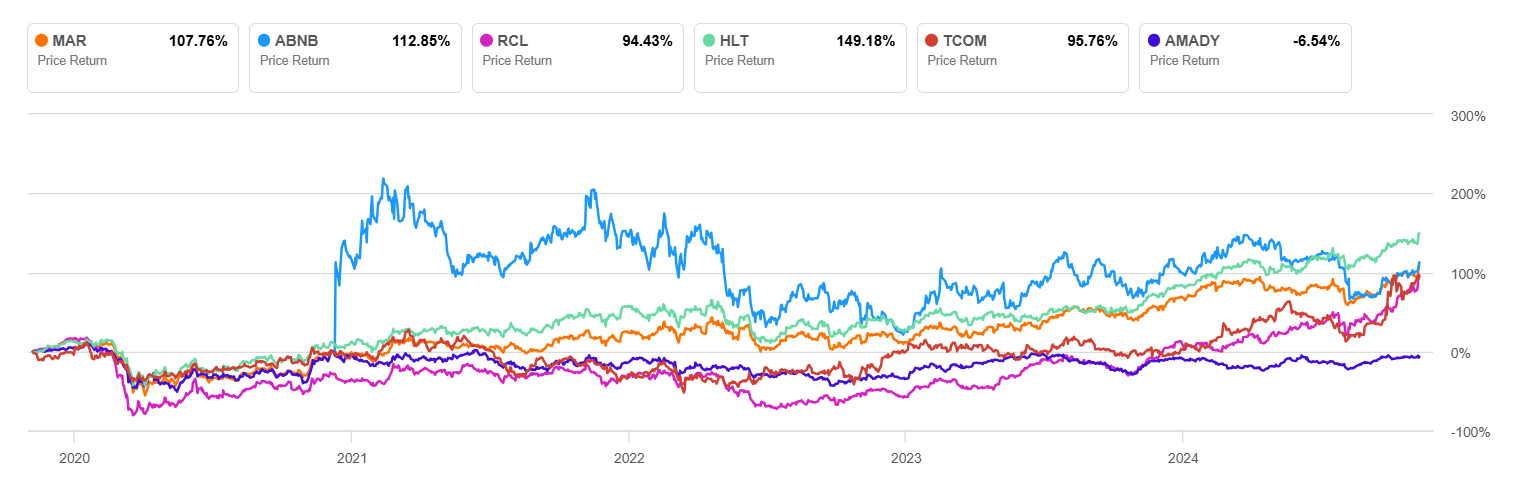 MAR 107.76%
Price Return
ABNB 112.85%
Price Return
RCL 94.43%
Price Return
HLT 149.18%
Price Return
TCOM 95.76%
Price Return
AMADY -6.54%
Price Return
300%
200%
100%
0%
-100%
2020 2021 2022 2023 2024